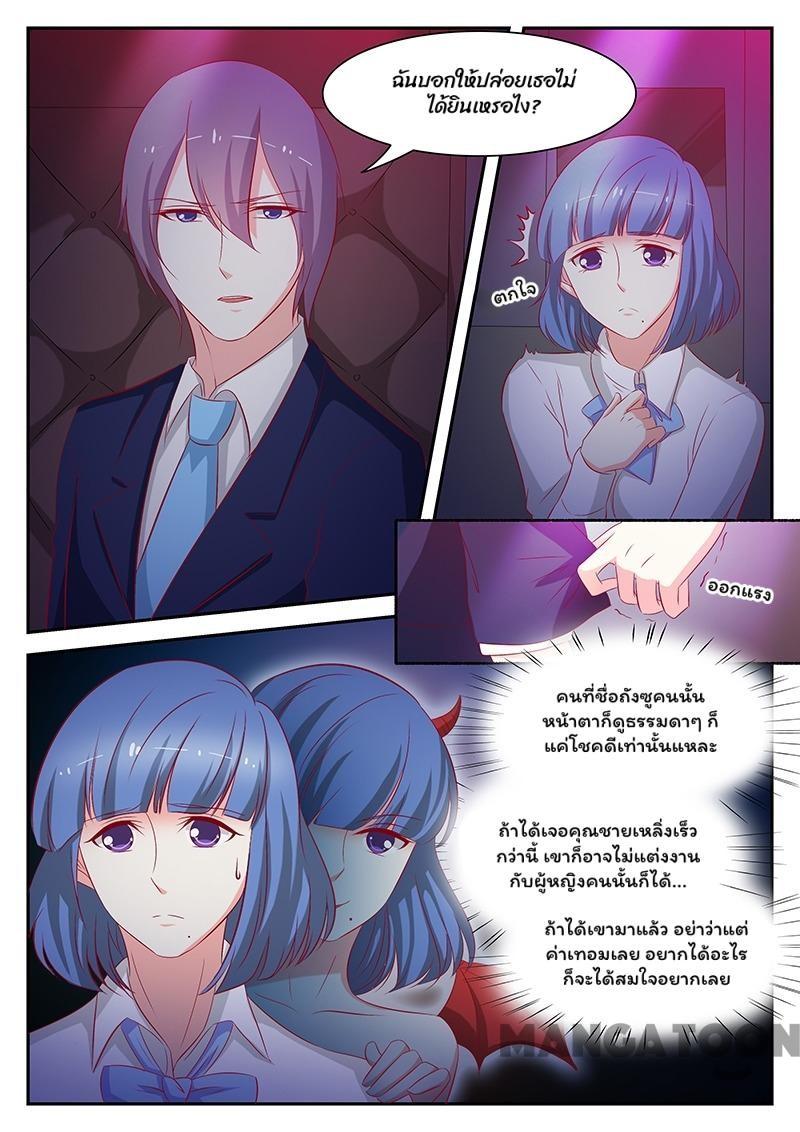 ฉันบอกให้ปล่อยเธอไม่
ได้ยินเหรอไง?
ตกใจ
ออกแรง
คนที่ชื่อถังซูคนนั้น
หน้าตาก็ดูธรรมดาๆ ก็
แค่โชคดีเท่านั้นแหละ
ถ้าได้เจอคุณชายเหลิ่งเร็ว
กว่านี้ เขาก็อาจไม่แต่งงาน
กับผู้หญิงคนนั้นก็ได้...
ถ้าได้เขามาแล้ว อย่าว่าแต่
ค่าเทอมเลย อยากได้อะไร
ก็จะได้สมใจอยากเลย
MANGATOON